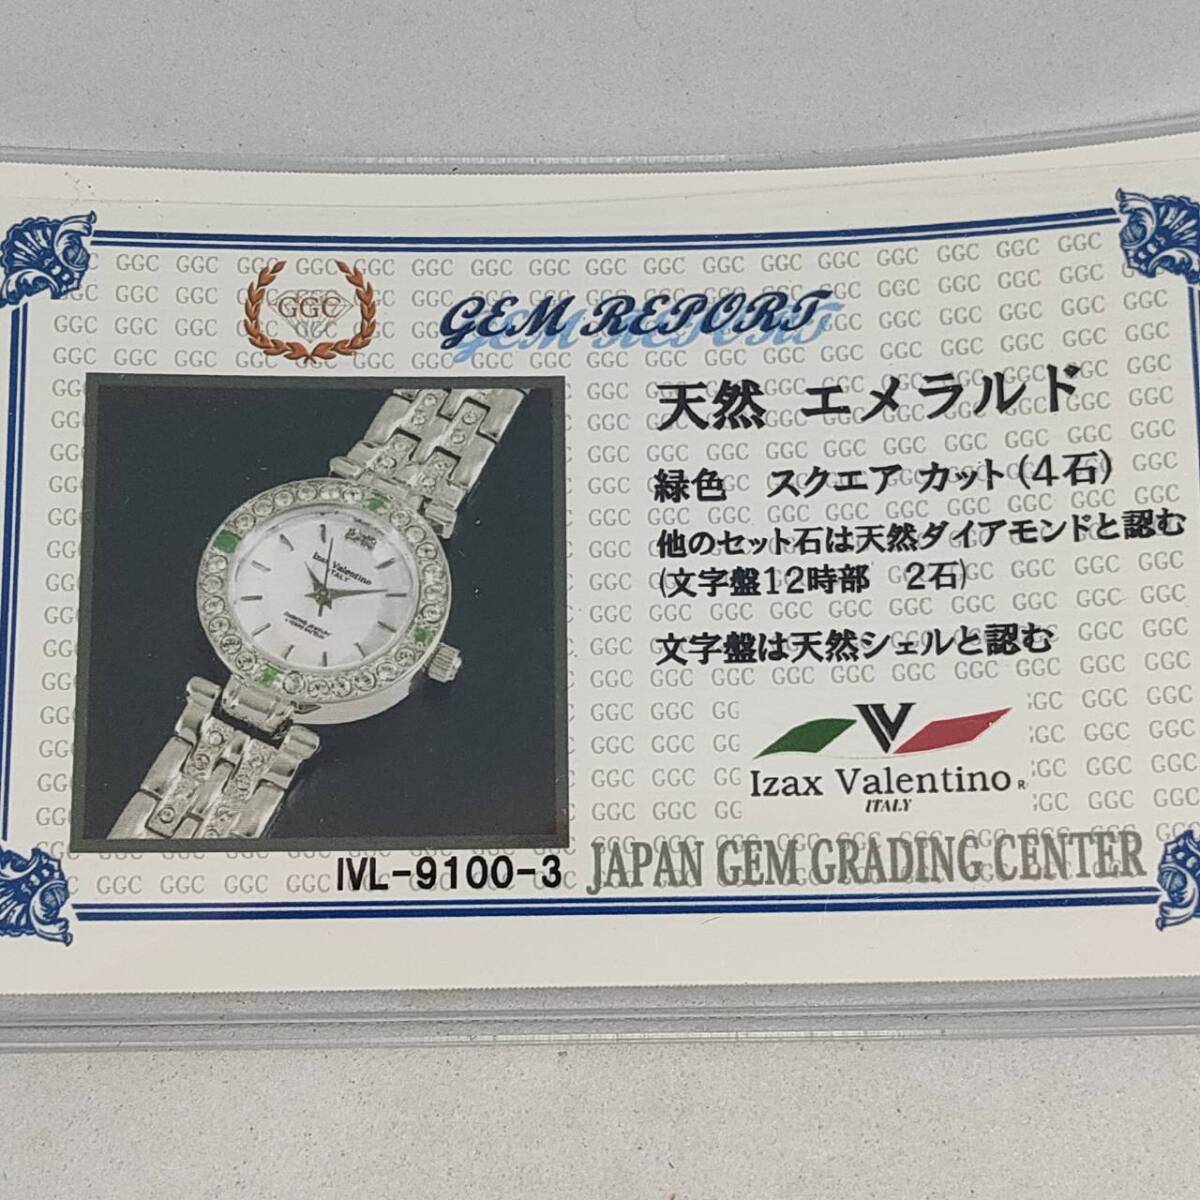 GGC
GEM REPORT
天然 エメラルド
緑色 スクエア カット(4石)
他のセット石は天然ダイアモンドと認む
(文字盤12時部 2石)
文字盤は天然シェルと認む
Izax Valentino
ITALY
Izax Valentino®
ITALY
IVL-9100-3
JAPAN GEM GRADING CENTER